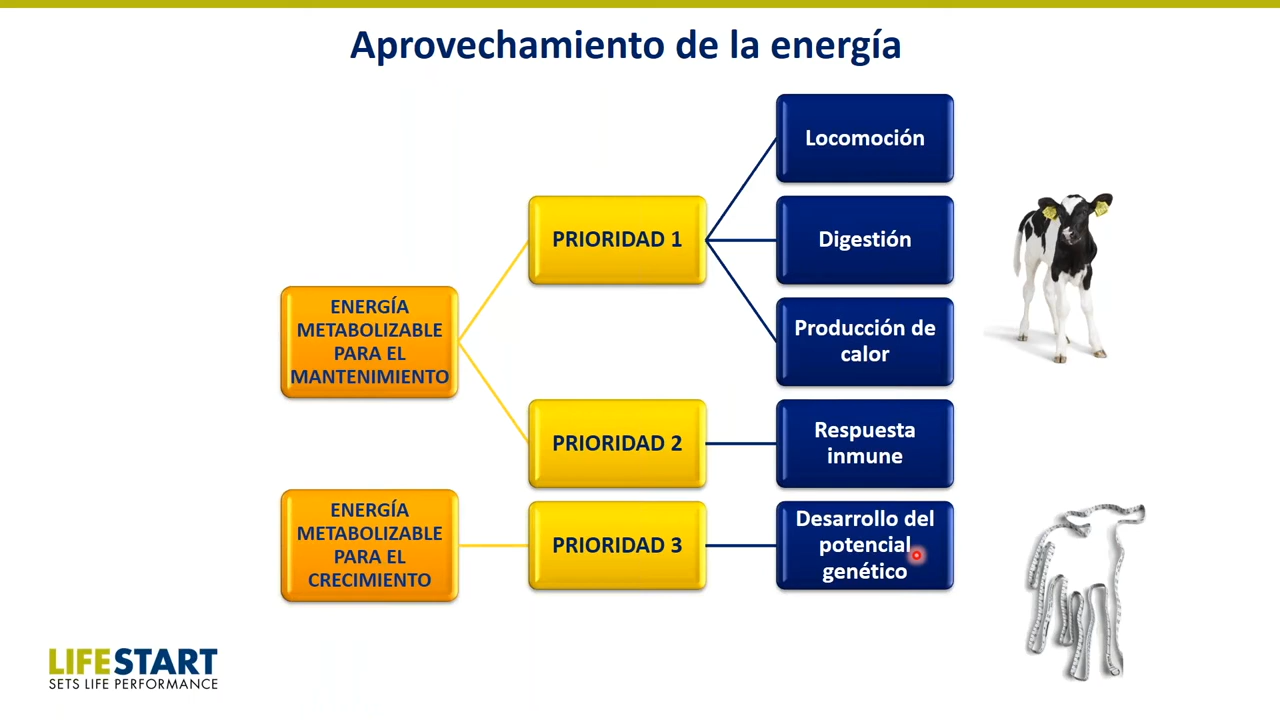 Aprovechamiento de la energía
ENERGÍA
METABOLIZABLE
PARA EL
MANTENIMIENTO
PRIORIDAD 1
Locomoción
Digestión
Producción de
calor
PRIORIDAD 2
Respuesta
inmune
ENERGÍA
METABOLIZABLE
PARA EL
CRECIMIENTO
PRIORIDAD 3
Desarrollo del
potencial
genético
LIFESTART
SETS LIFE PERFORMANCE